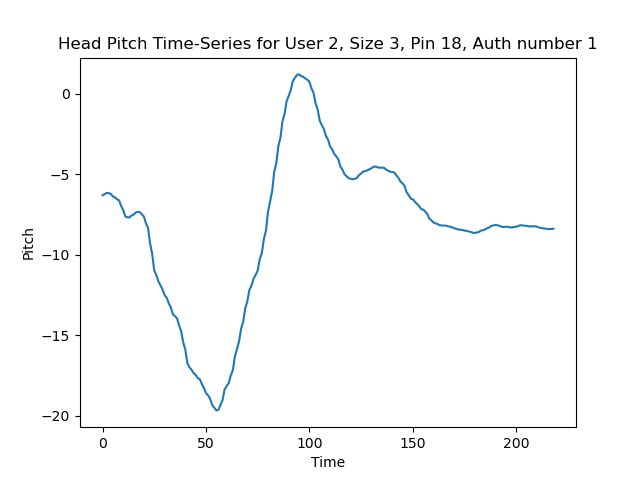 Head Pitch Time-Series for User 2, Size 3, Pin 18, Auth number 1
Pitch
0
−5
−10
−15
−20
0 50 100 150 200
Time